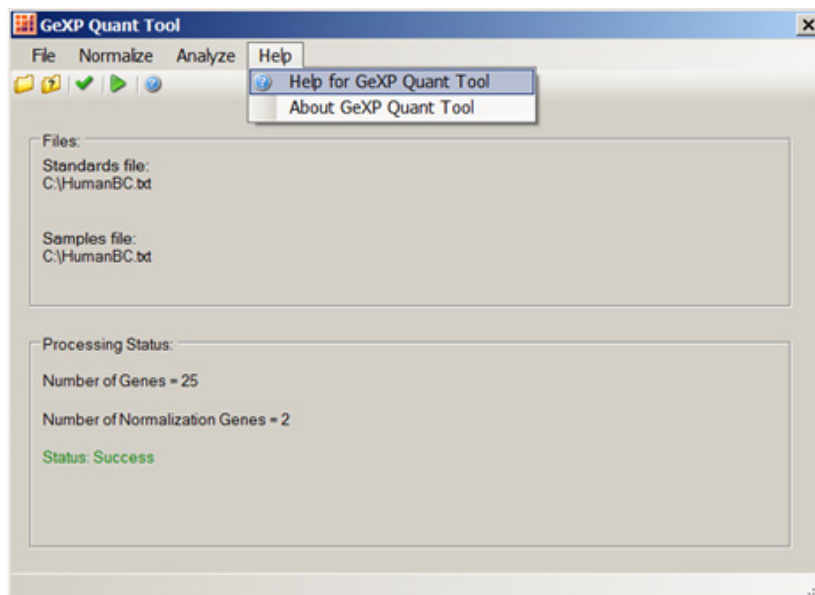 GeXP Quant Tool
File Normalize Analyze Help
Help for GeXP Quant Tool
About GeXP Quant Tool
Files:
Standards file:
C:\HumanBC.txt
Samples file:
C:\HumanBC.txt
Processing Status:
Number of Genes = 25
Number of Normalization Genes = 2
Status: Success